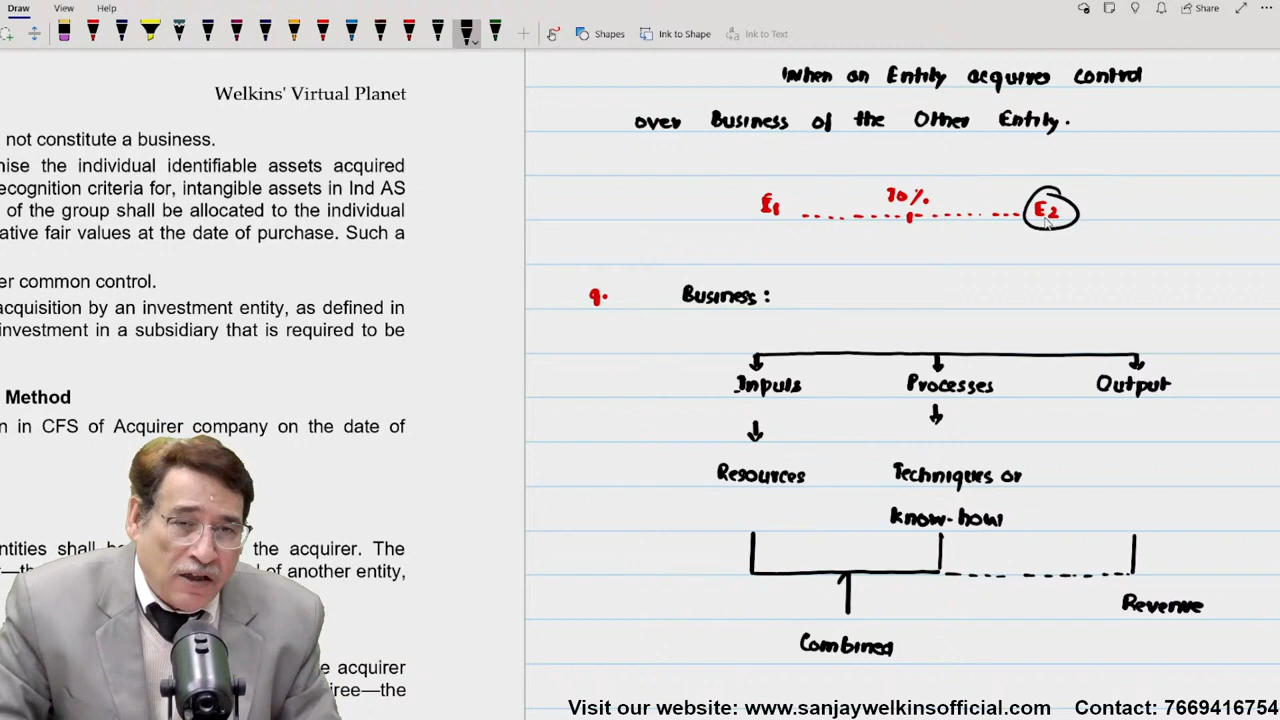 Draw View Help
Shapes Ink to Shape Ink to Text Share
Welkins' Virtual Planet
not constitute a business.
nise the individual identifiable assets acquired
ecognition criteria for, intangible assets in Ind AS
of the group shall be allocated to the individual
ative fair values at the date of purchase. Such a
er common control.
acquisition by an investment entity, as defined in
investment in a subsidiary that is required to be
Method
n in CFS of Acquirer company on the date of
ntities shall be the acquirer. The
of another entity,
e acquirer
iree—the
When an Entity acquires control
over Business of the Other Entity.
E1 70% E2
q. Business :
Inputs Processes Output
Resources Techniques or
Know-how
Revenue
Combined
Visit our website: www.sanjaywelkinsofficial.com Contact: 7669416754